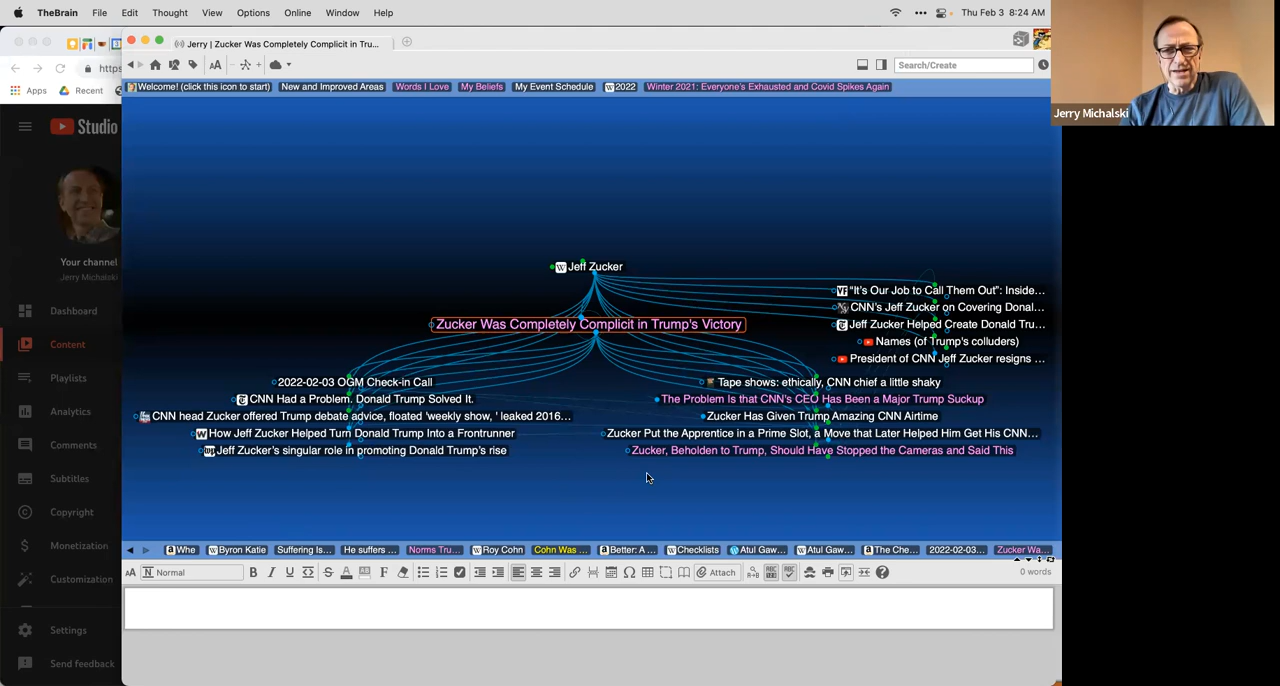 TheBrain File Edit Thought View Options Online Window Help
Thu Feb 3 8:24 AM
Jerry | Zucker Was Completely Complicit in Tru...
https
Apps Recent
Search/Create
Welcome! (click this icon to start) New and Improved Areas Words I Love My Beliefs My Event Schedule 2022 Winter 2021: Everyone's Exhausted and Covid Spikes Again
Jerry Michalski
Studio
Your channel
Jerry Michalski
Dashboard
Content
Playlists
Analytics
Comments
Subtitles
Copyright
Monetization
Customization
Settings
Send feedback
Jeff Zucker
Zucker Was Completely Complicit in Trump's Victory
"It's Our Job to Call Them Out": Inside...
CNN's Jeff Zucker on Covering Donal...
Jeff Zucker Helped Create Donald Tru...
Names (of Trump's colluders)
President of CNN Jeff Zucker resigns ...
2022-02-03 OGM Check-in Call
CNN Had a Problem. Donald Trump Solved It.
CNN head Zucker offered Trump debate advice, floated 'weekly show, ' leaked 2016...
How Jeff Zucker Helped Turn Donald Trump Into a Frontrunner
Jeff Zucker's singular role in promoting Donald Trump's rise
Tape shows: ethically, CNN chief a little shaky
The Problem Is that CNN's CEO Has Been a Major Trump Suckup
Zucker Has Given Trump Amazing CNN Airtime
Zucker Put the Apprentice in a Prime Slot, a Move that Later Helped Him Get His CNN...
Zucker, Beholden to Trump, Should Have Stopped the Cameras and Said This
Whe Byron Katie Suffering Is... He suffers ... Norms Tru... Roy Cohn Cohn Was ... Better: A ... Checklists Atul Gaw... Atul Gaw... The Che... 2022-02-03... Zucker Wa...
Normal
Attach
0 words